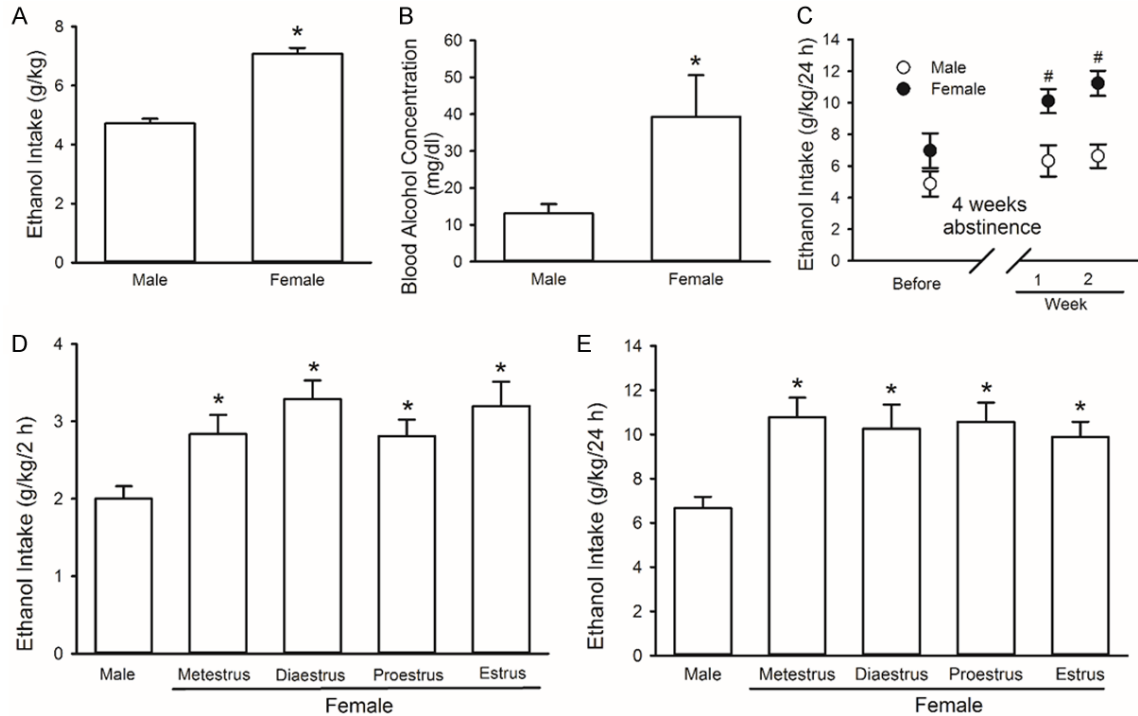 A
Ethanol Intake (g/kg)
8
6
4
2
0
*
Male
Female
B
Blood Alcohol Concentration
(mg/dl)
60
50
40
30
20
10
0
*
Male
Female
C
Ethanol Intake (g/kg/24 h)
14
12
10
8
6
4
2
0
Male
Female
#
#
4 weeks
abstinence
Before
1
2
Week
D
Ethanol Intake (g/kg/2 h)
4
3
2
1
0
*
*
*
*
Male
Metestrus
Diaestrus
Proestrus
Estrus
Female
E
Ethanol Intake (g/kg/24 h)
14
12
10
8
6
4
2
0
*
*
*
*
Male
Metestrus
Diaestrus
Proestrus
Estrus
Female